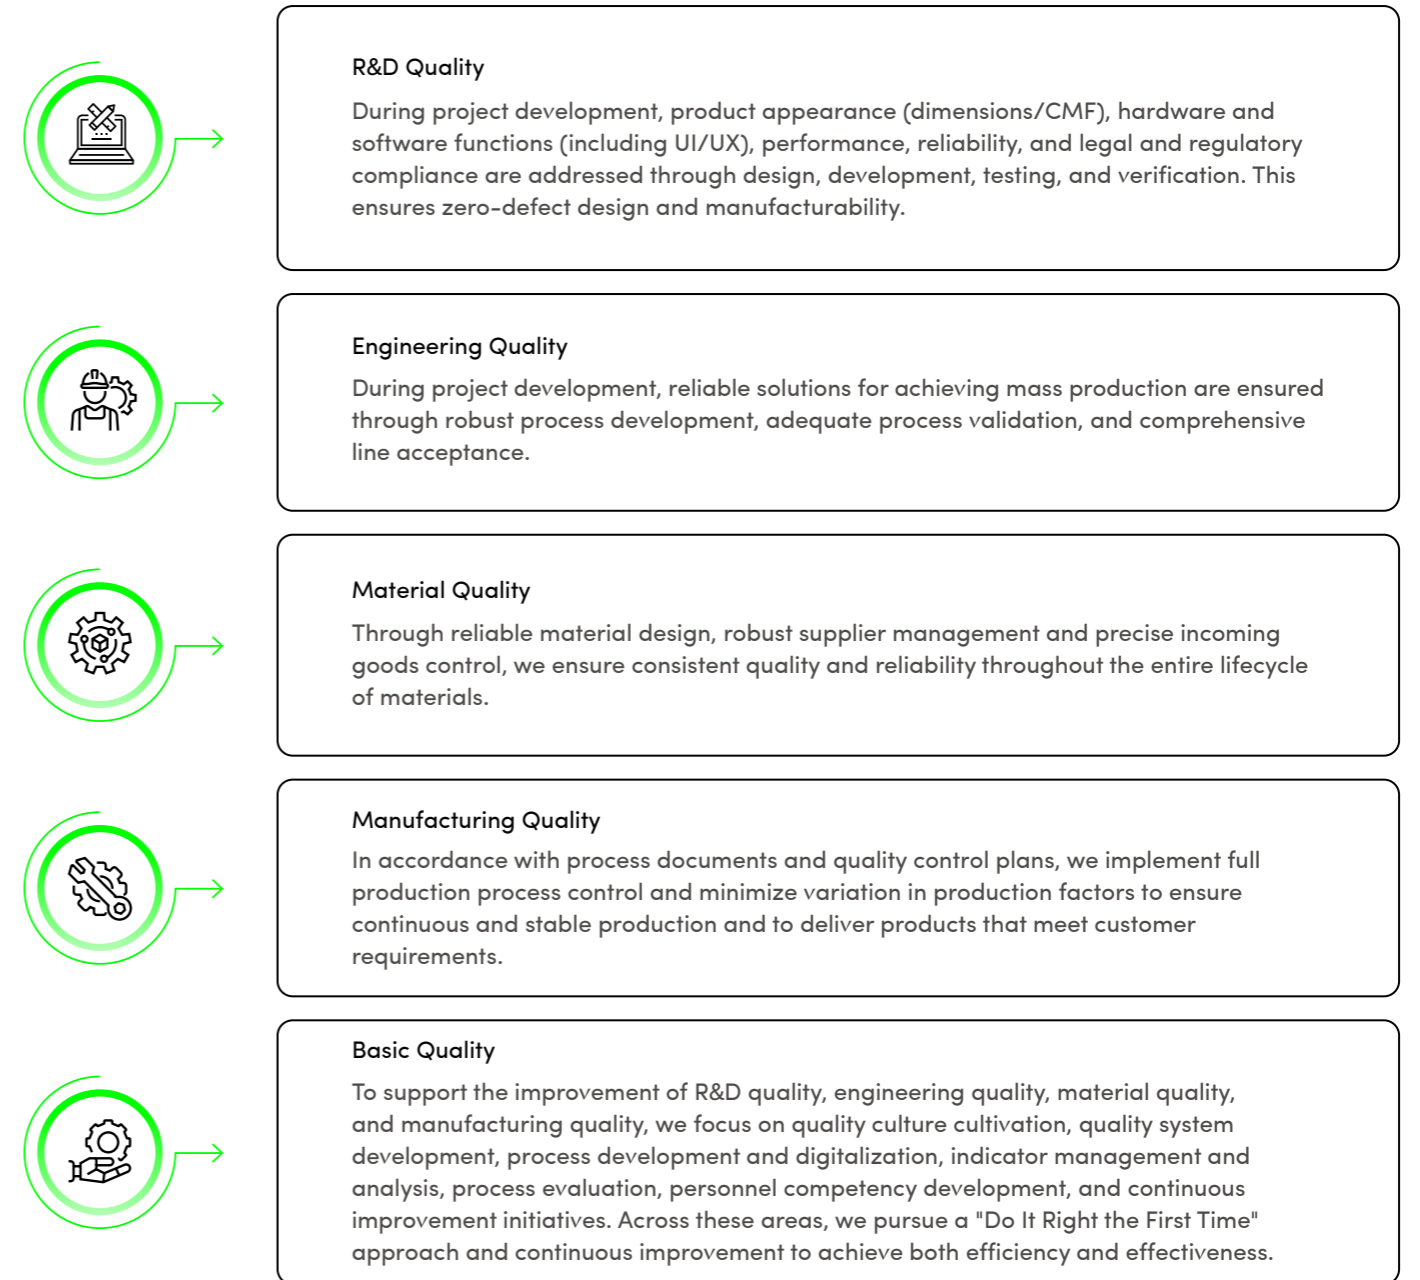 R&D Quality
During project development, product appearance (dimensions/CMF), hardware and
software functions (including UI/UX), performance, reliability, and legal and regulatory
compliance are addressed through design, development, testing, and verification. This
ensures zero-defect design and manufacturability.
Engineering Quality
During project development, reliable solutions for achieving mass production are ensured
through robust process development, adequate process validation, and comprehensive
line acceptance.
Material Quality
Through reliable material design, robust supplier management and precise incoming
goods control, we ensure consistent quality and reliability throughout the entire lifecycle
of materials.
Manufacturing Quality
In accordance with process documents and quality control plans, we implement full
production process control and minimize variation in production factors to ensure
continuous and stable production and to deliver products that meet customer
requirements.
Basic Quality
To support the improvement of R&D quality, engineering quality, material quality,
and manufacturing quality, we focus on quality culture cultivation, quality system
development, process development and digitalization, indicator management and
analysis, process evaluation, personnel competency development, and continuous
improvement initiatives. Across these areas, we pursue a "Do It Right the First Time"
approach and continuous improvement to achieve both efficiency and effectiveness.